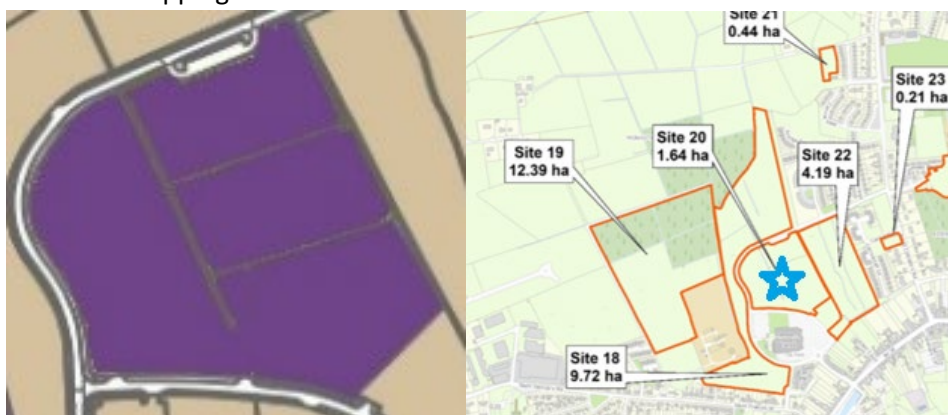 Site 21
0.44 ha
Site 23
0.21 ha
Site 20
1.64 ha
Site 19
12.39 ha
Site 22
4.19 ha
Site 18
9.72 ha